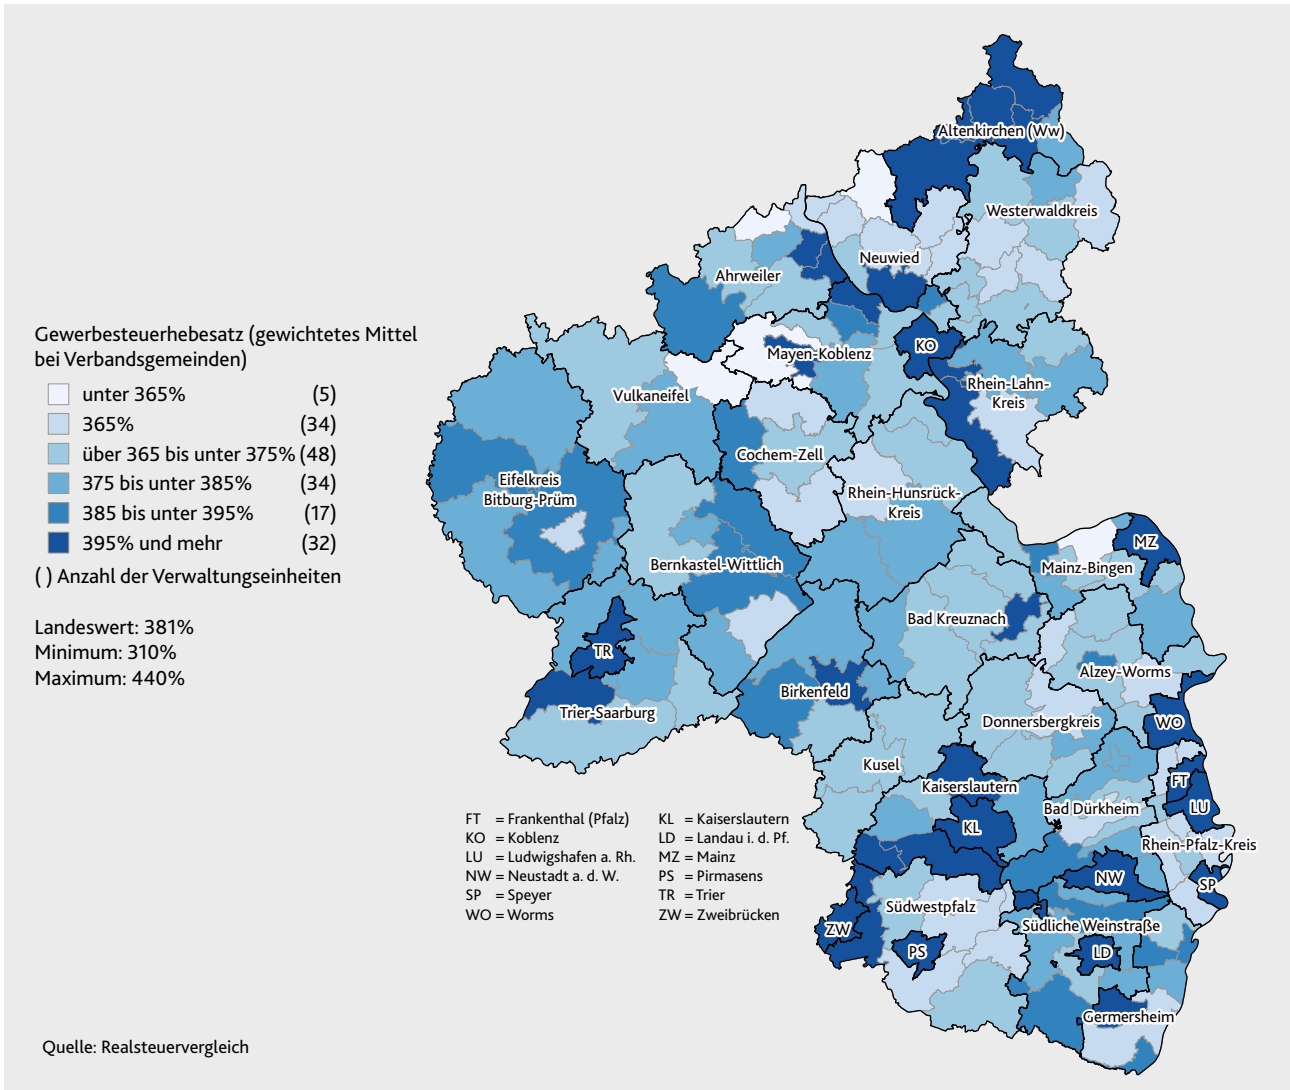 Gewerbesteuerhebesatz (gewichtetes Mittel
bei Verbandsgemeinden)
unter 365% (5)
365% (34)
über 365 bis unter 375% (48)
375 bis unter 385% (34)
385 bis unter 395% (17)
395% und mehr (32)
( ) Anzahl der Verwaltungseinheiten
Landeswert: 381%
Minimum: 310%
Maximum: 440%
Altenkirchen (Ww)
Westerwaldkreis
Neuwied
Ahrweiler
KO
Mayen-Koblenz
Rhein-Lahn-
Kreis
Vulkaneifel
Cochem-Zell
Eifelkreis
Bitburg-Prüm
Rhein-Hunsrück-
Kreis
MZ
Mainz-Bingen
Bernkastel-Wittlich
Bad Kreuznach
TR
Alzey-Worms
Birkenfeld
Trier-Saarburg
Donnersbergkreis
WO
Kusel
Kaiserslautern
FT
LU
Bad Dürkheim
KL
Rhein-Pfalz-Kreis
NW
SP
Südwestpfalz
Südliche Weinstraße
ZW
PS
LD
Germersheim
FT = Frankenthal (Pfalz)
KO = Koblenz
LU = Ludwigshafen a. Rh.
NW = Neustadt a. d. W.
SP = Speyer
WO = Worms
KL = Kaiserslautern
LD = Landau i. d. Pf.
MZ = Mainz
PS = Pirmasens
TR = Trier
ZW = Zweibrücken
Quelle: Realsteuervergleich